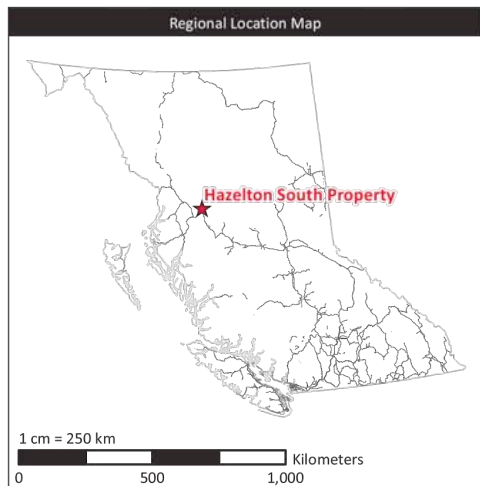 Regional Location Map
Hazelton South Property
1 cm = 250 km
Kilometers
0 500 1,000